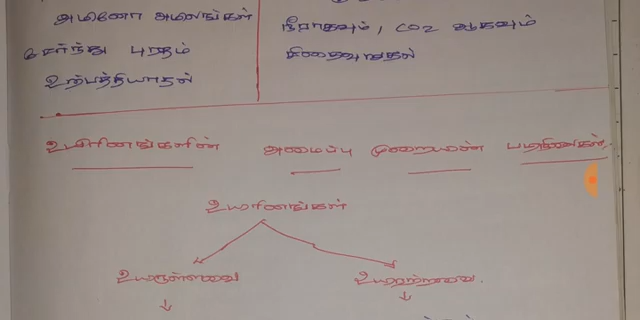 அமினோ அமிலங்கள்
சேர்ந்து புரதம்
உற்பத்தியாதல்
நீராகவும், CO2 ஆகவும்
சிதைவுறுதல்
உயிரினங்களின் அமைப்பு முறையின் படிநிலைகள்.
உயிரினங்கள்
உயிருள்ளவை உயிரற்றவை.